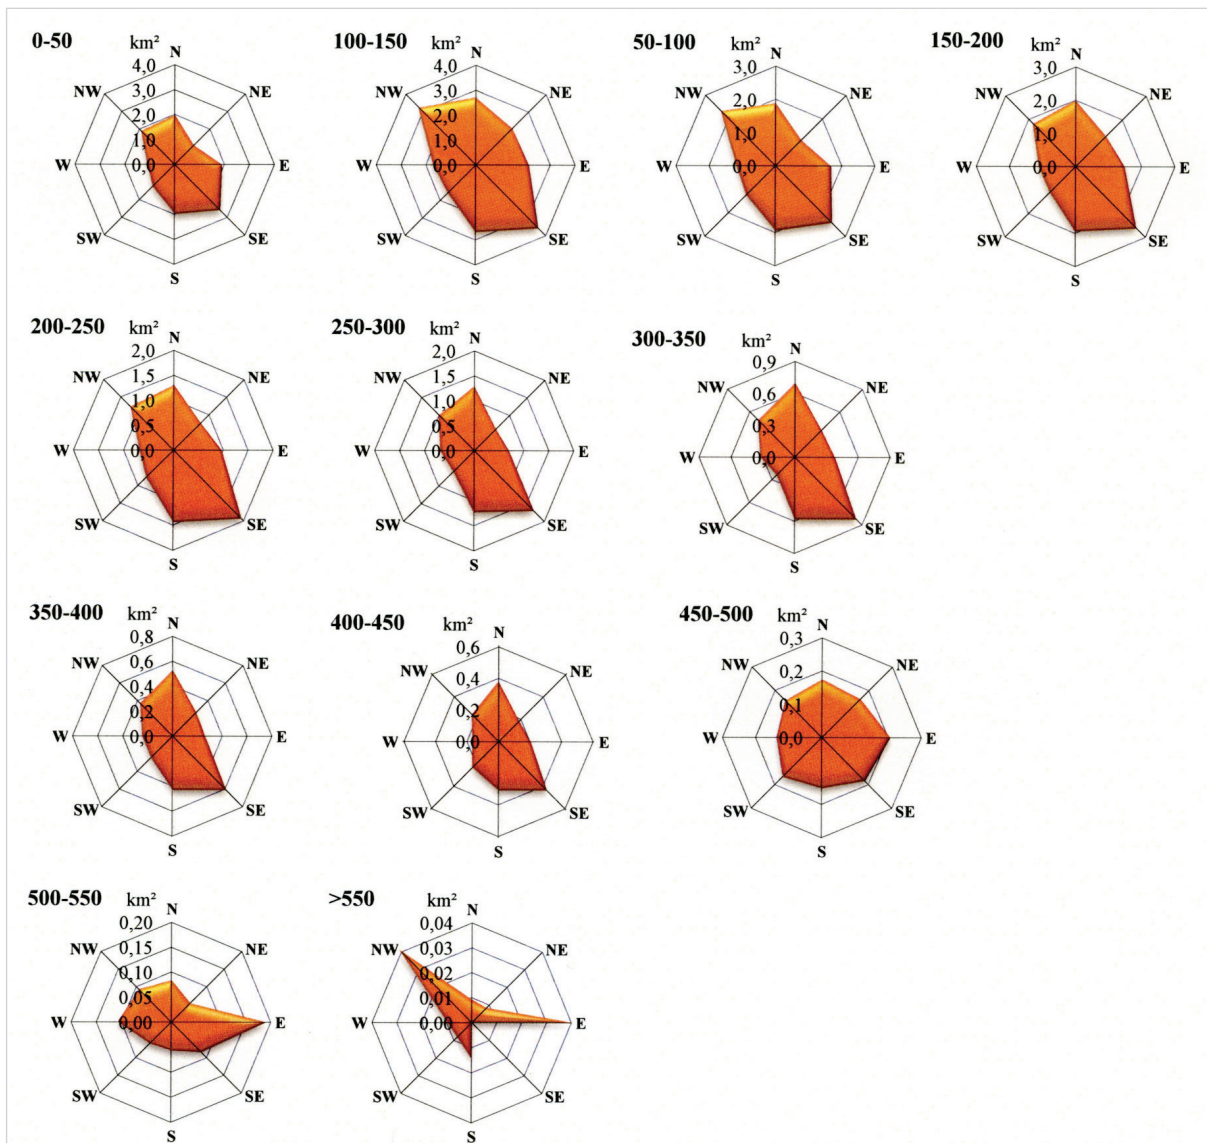 0-50
km²
N
4,0
3,0
2,0
1,0
0,0
NW
NE
W
E
SW
SE
S
100-150
km²
N
4,0
3,0
2,0
1,0
0,0
NW
NE
W
E
SW
SE
S
50-100
km²
N
3,0
2,0
1,0
0,0
NW
NE
W
E
SW
SE
S
150-200
km²
N
3,0
2,0
1,0
0,0
NW
NE
W
E
SW
SE
S
200-250
km²
N
2,0
1,5
1,0
0,5
0,0
NW
NE
W
E
SW
SE
S
250-300
km²
N
2,0
1,5
1,0
0,5
0,0
NW
NE
W
E
SW
SE
S
300-350
km²
N
0,9
0,6
0,3
0,0
NW
NE
W
E
SW
SE
S
350-400
km²
N
0,8
0,6
0,4
0,2
0,0
NW
NE
W
E
SW
SE
S
400-450
km²
N
0,6
0,4
0,2
0,0
NW
NE
W
E
SW
SE
S
450-500
km²
N
0,3
0,2
0,1
0,0
NW
NE
W
E
SW
SE
S
500-550
km²
N
0,20
0,15
0,10
0,05
0,00
NW
NE
W
E
SW
SE
S
>550
km²
N
0,04
0,03
0,02
0,01
0,00
NW
NE
W
E
SW
SE
S